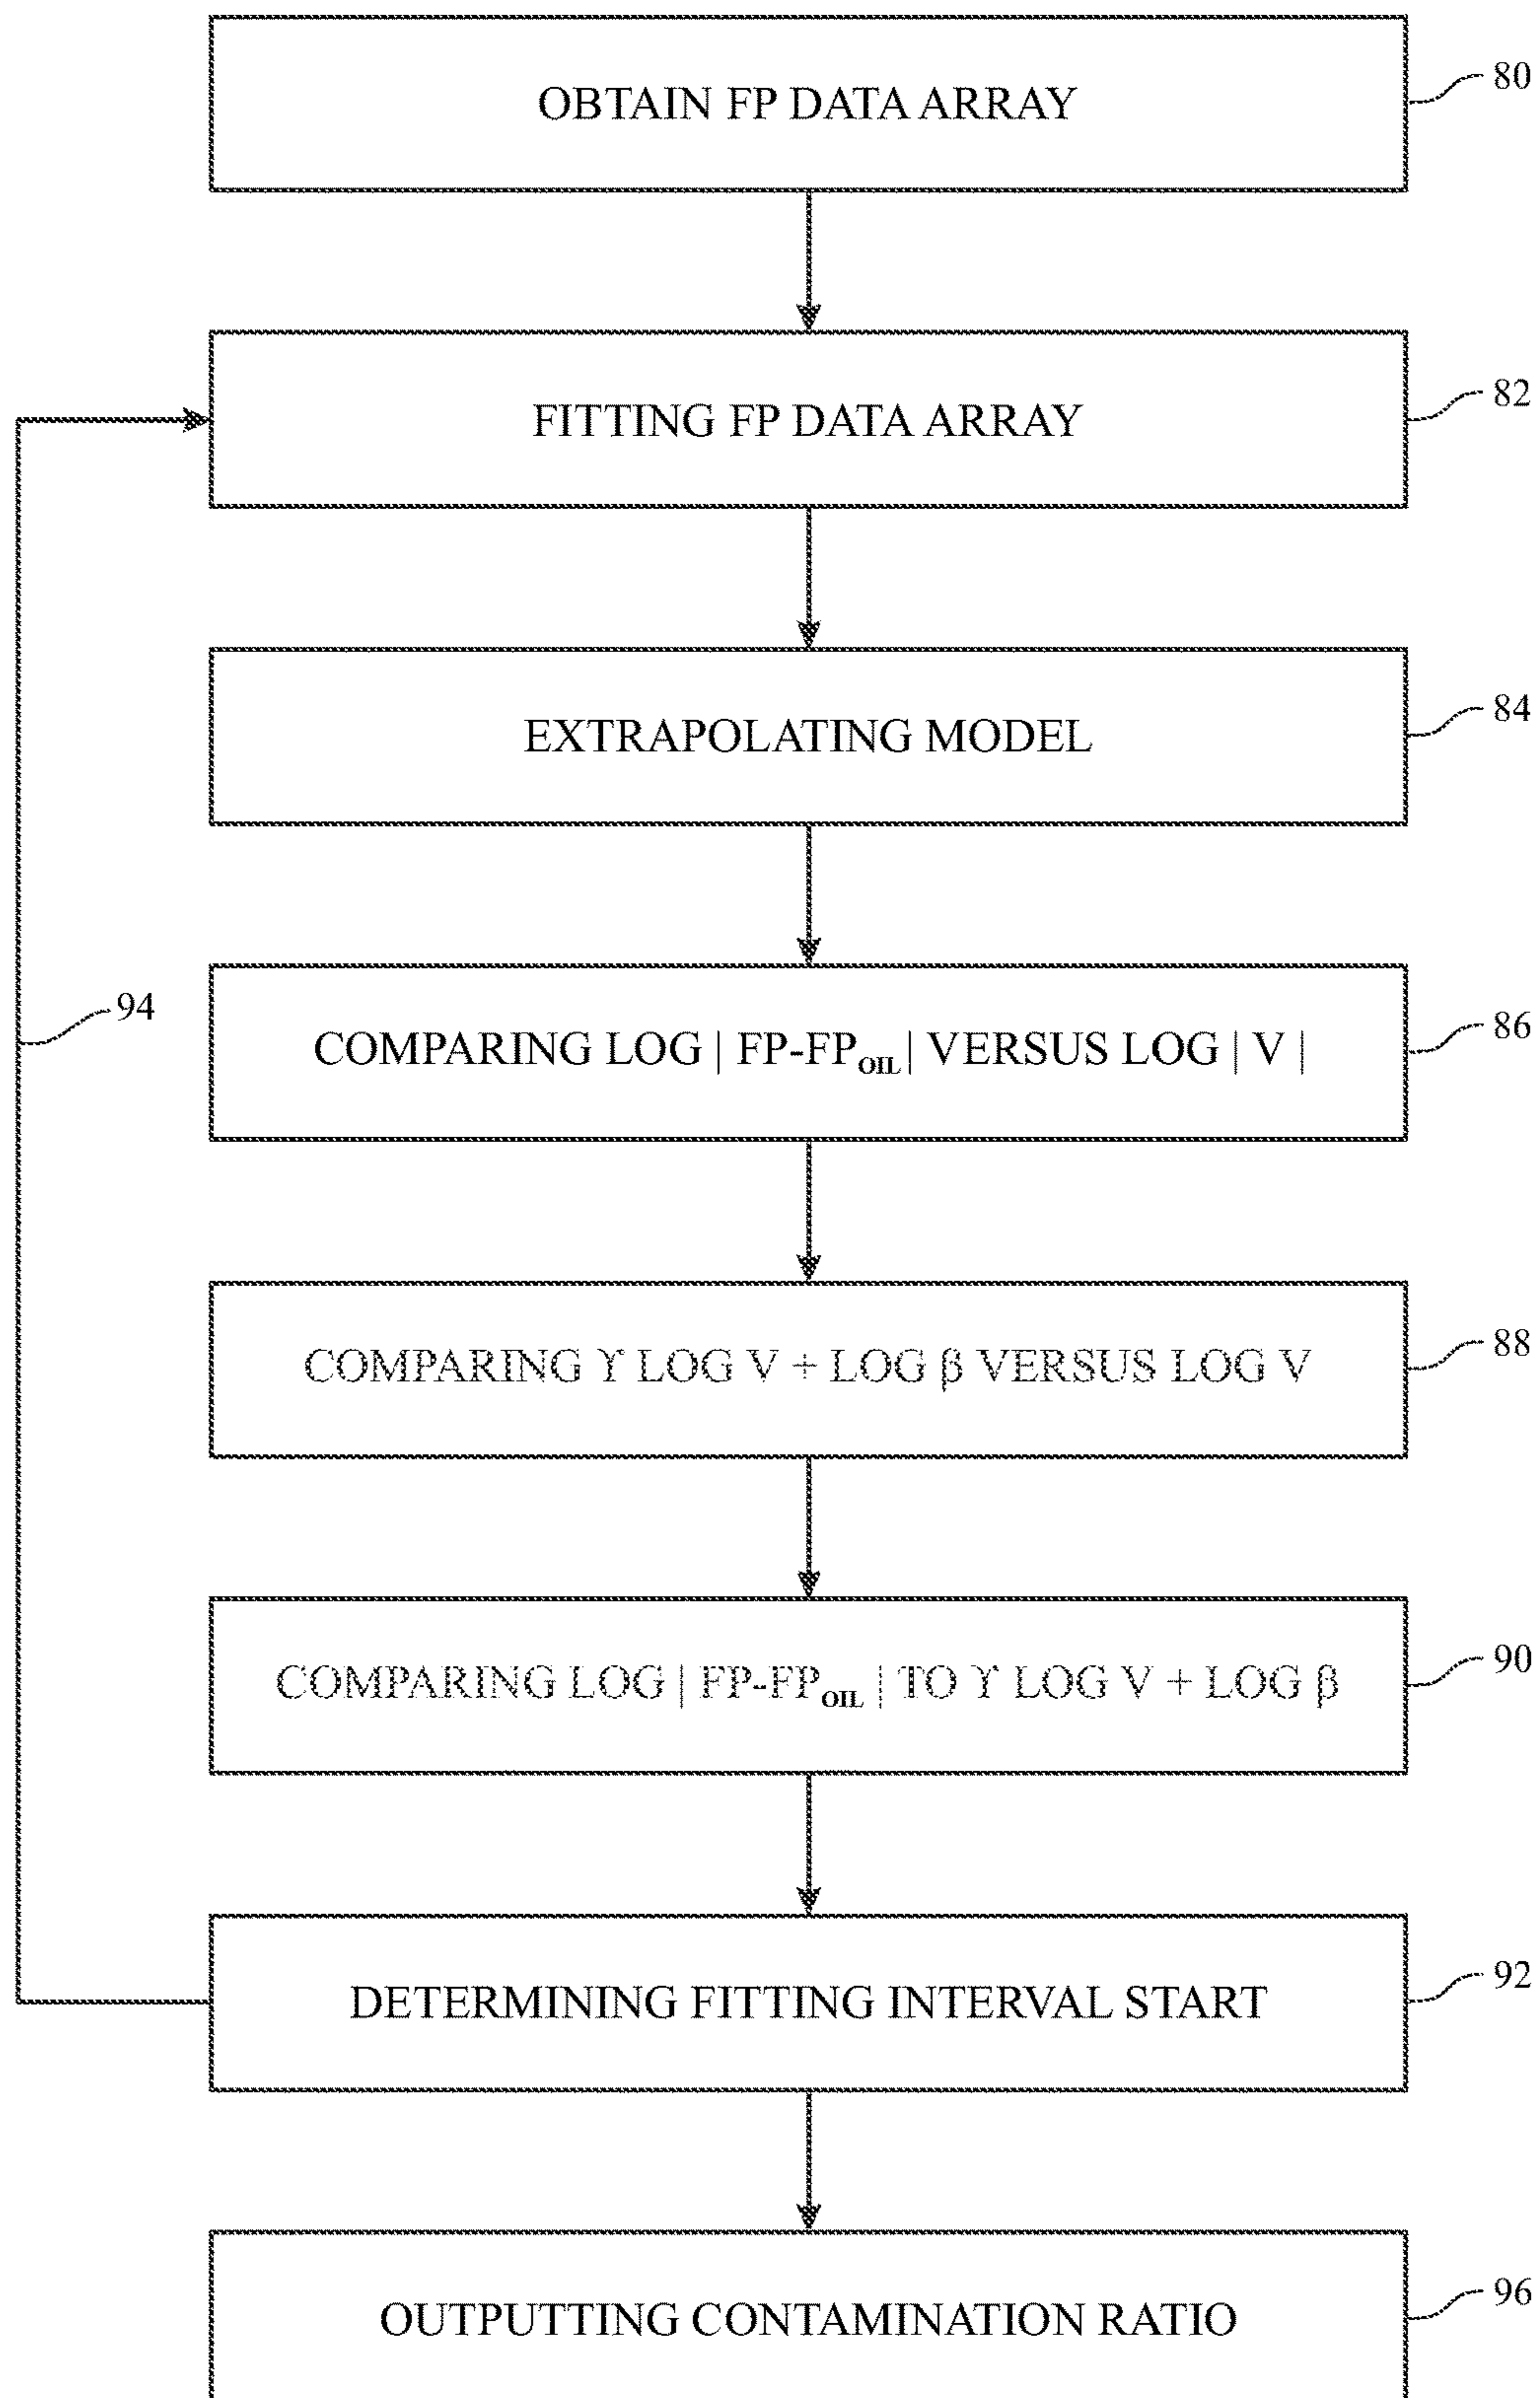 OBTAIN FP DATA ARRAY
80
FITTING FP DATA ARRAY
82
EXTRAPOLATING MODEL
84
94
COMPARING LOG | FP-FP_OIL | VERSUS LOG | V |
86
COMPARING ϒ LOG V + LOG β VERSUS LOG V
88
COMPARING LOG | FP-FP_OIL | TO ϒ LOG V + LOG β
90
DETERMINING FITTING INTERVAL START
92
OUTPUTTING CONTAMINATION RATIO
96